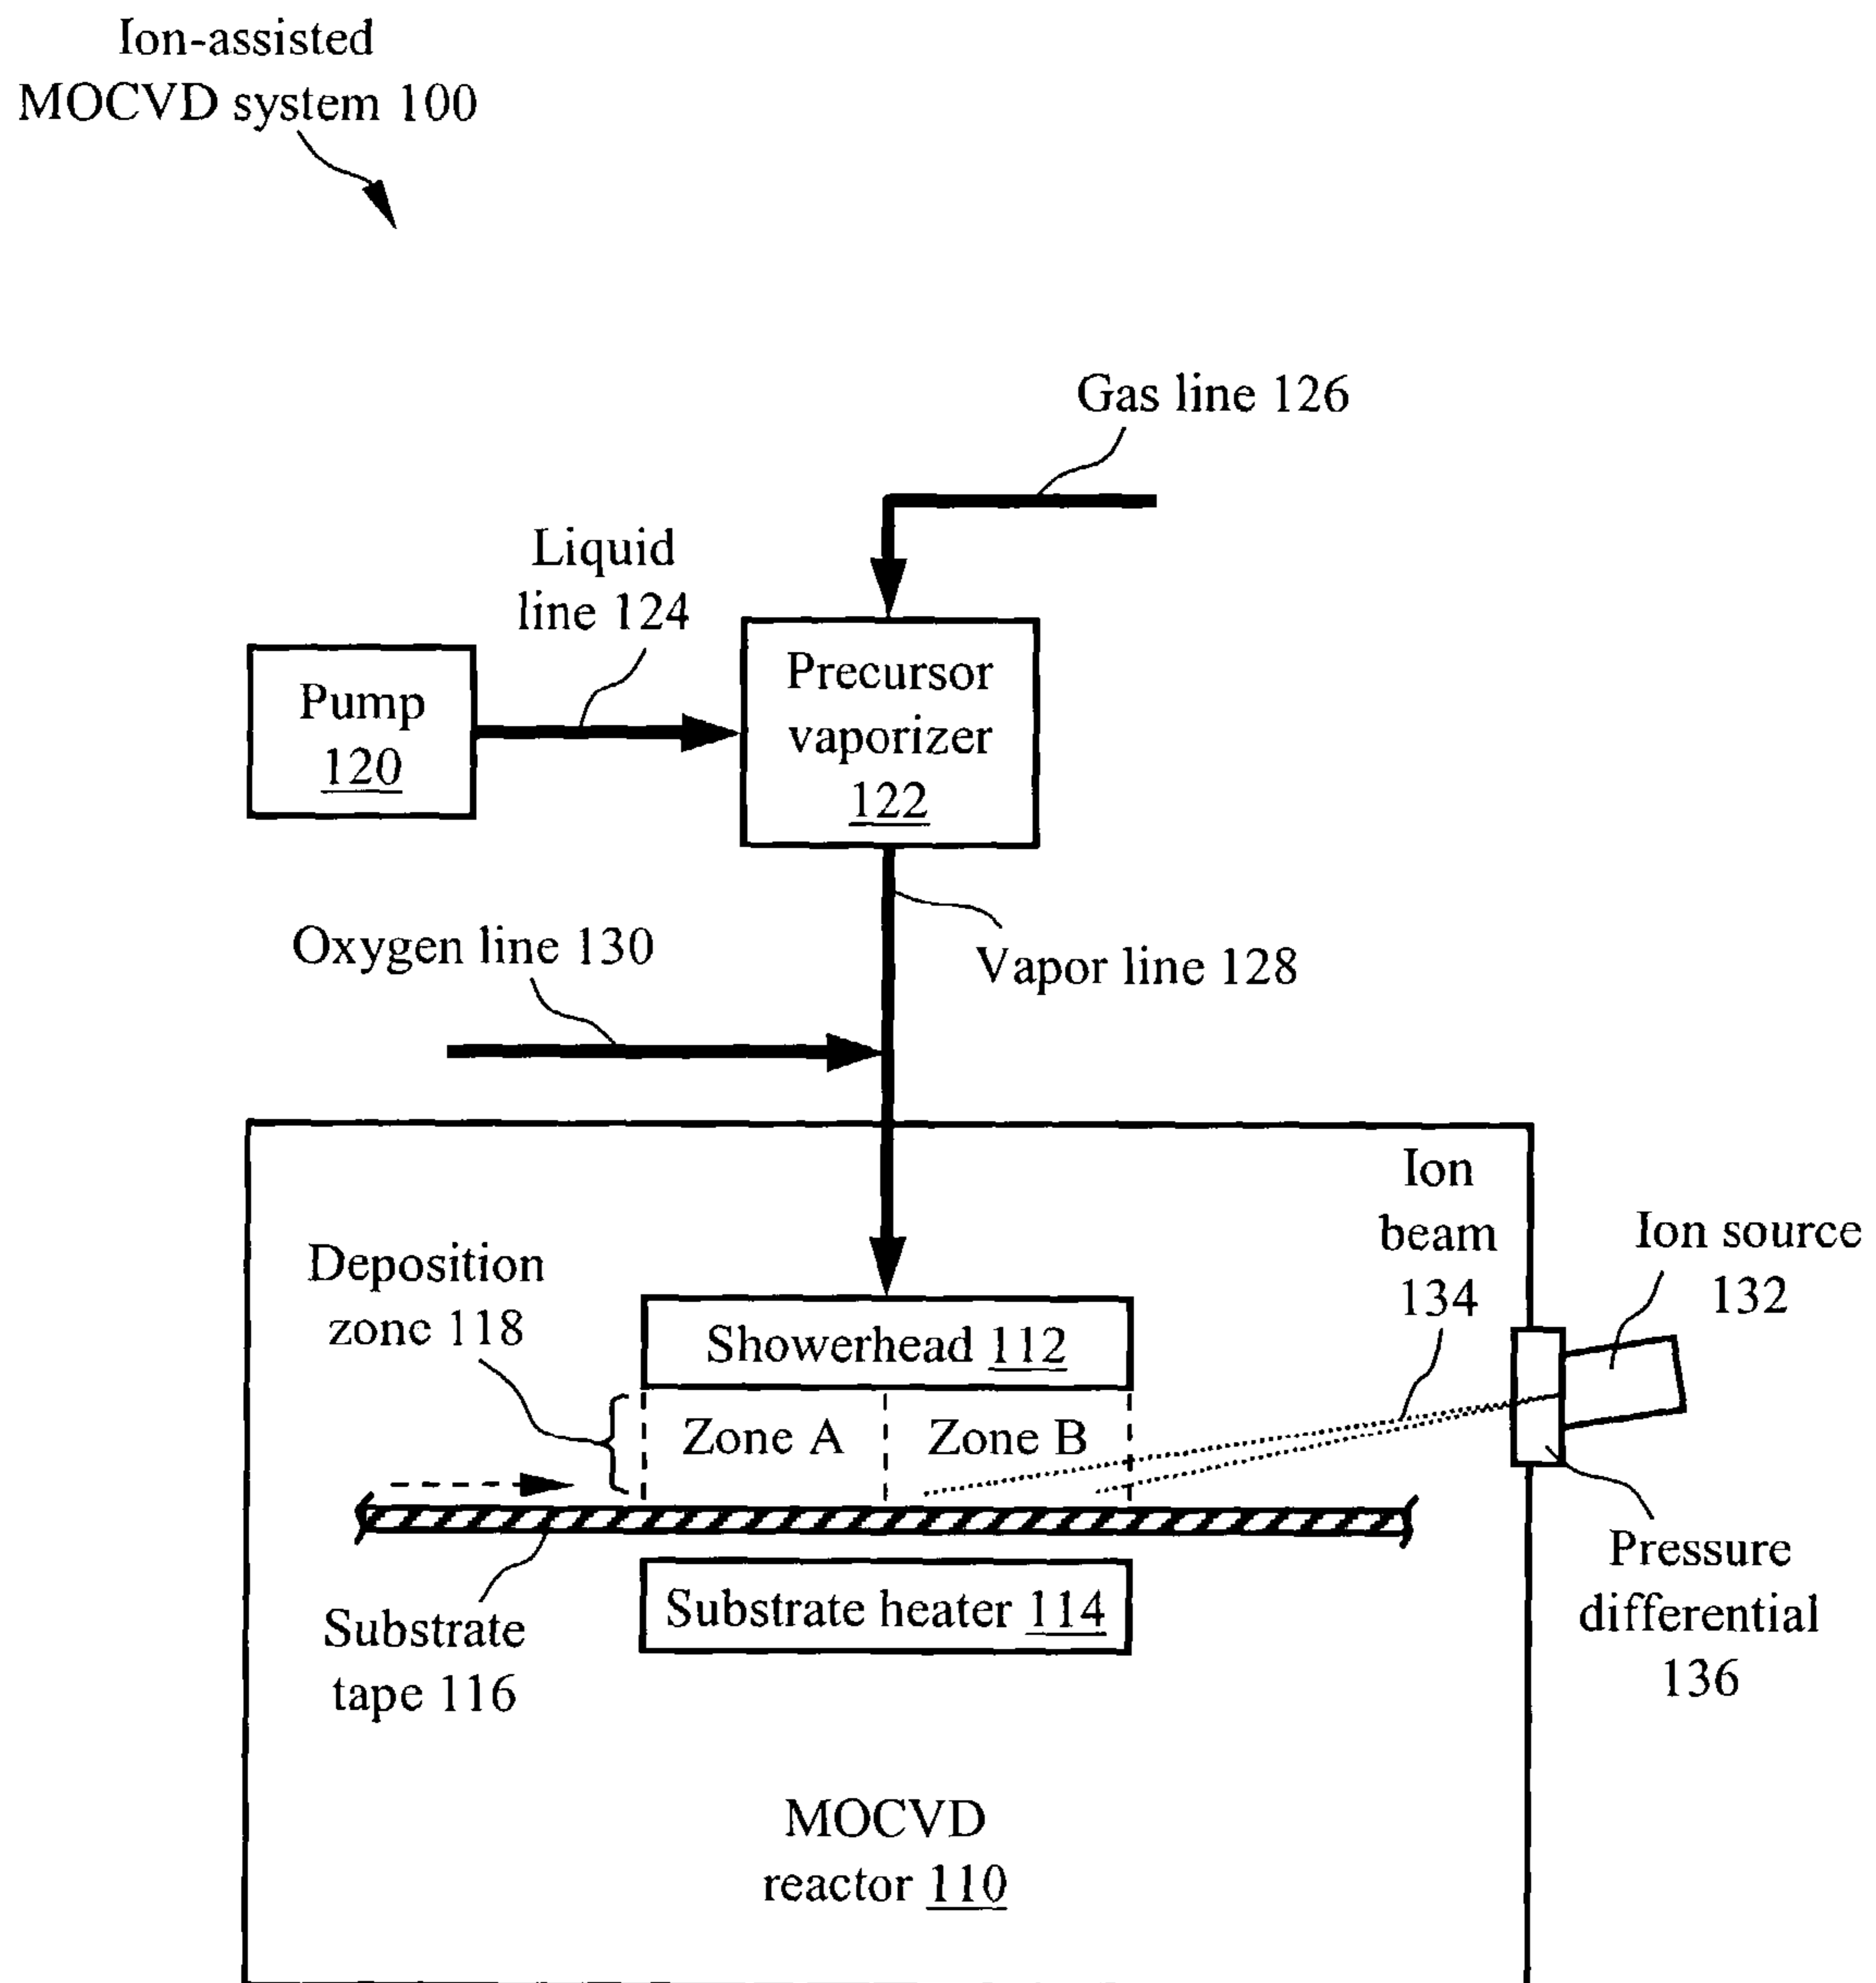 Ion-assisted
MOCVD system 100
Gas line 126
Liquid
line 124
Pump
120
Precursor
vaporizer
122
Oxygen line 130
Vapor line 128
Ion
beam
134
Ion source
132
Deposition
zone 118
Showerhead 112
Zone A
Zone B
Substrate heater 114
Substrate
tape 116
Pressure
differential
136
MOCVD
reactor 110